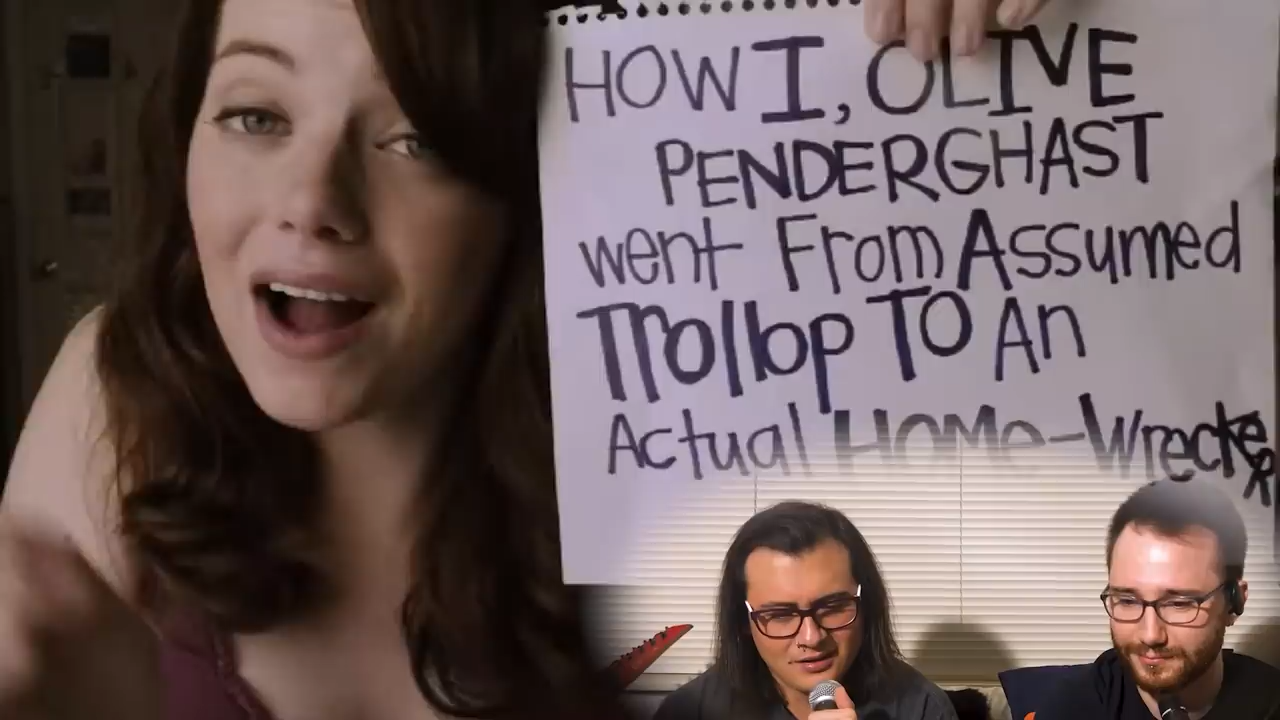 HOW I, OLIVE
PENDERGHAST
went From Assumed
Trollop TO An
Actual HOME-Wrecker